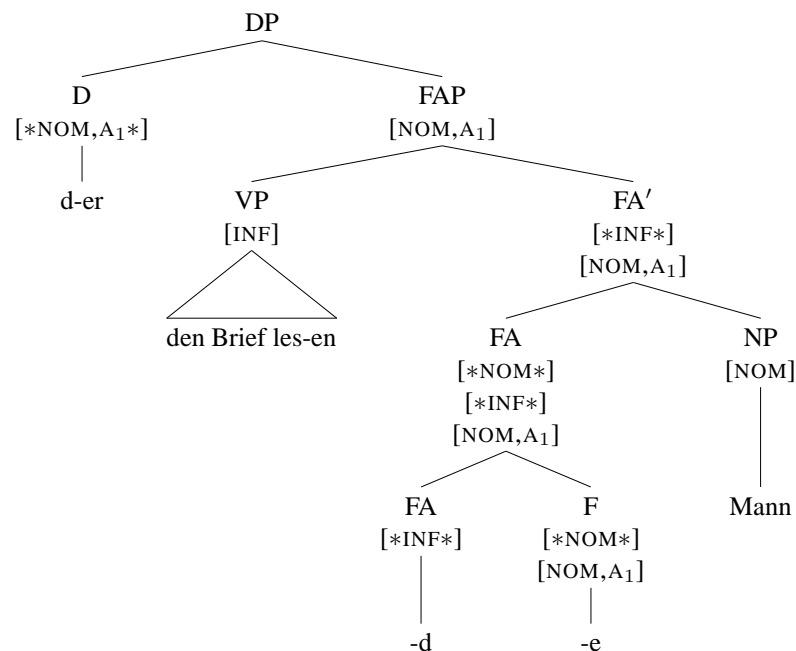 DP
D FAP
[∗NOM,A₁∗] [NOM,A₁]
d-er VP FA′
[INF] [∗INF∗]
[NOM,A₁]
den Brief les-en FA NP
[∗NOM∗] [NOM]
[∗INF∗]
[NOM,A₁]
FA F Mann
[∗INF∗] [∗NOM∗]
[NOM,A₁]
-d -e